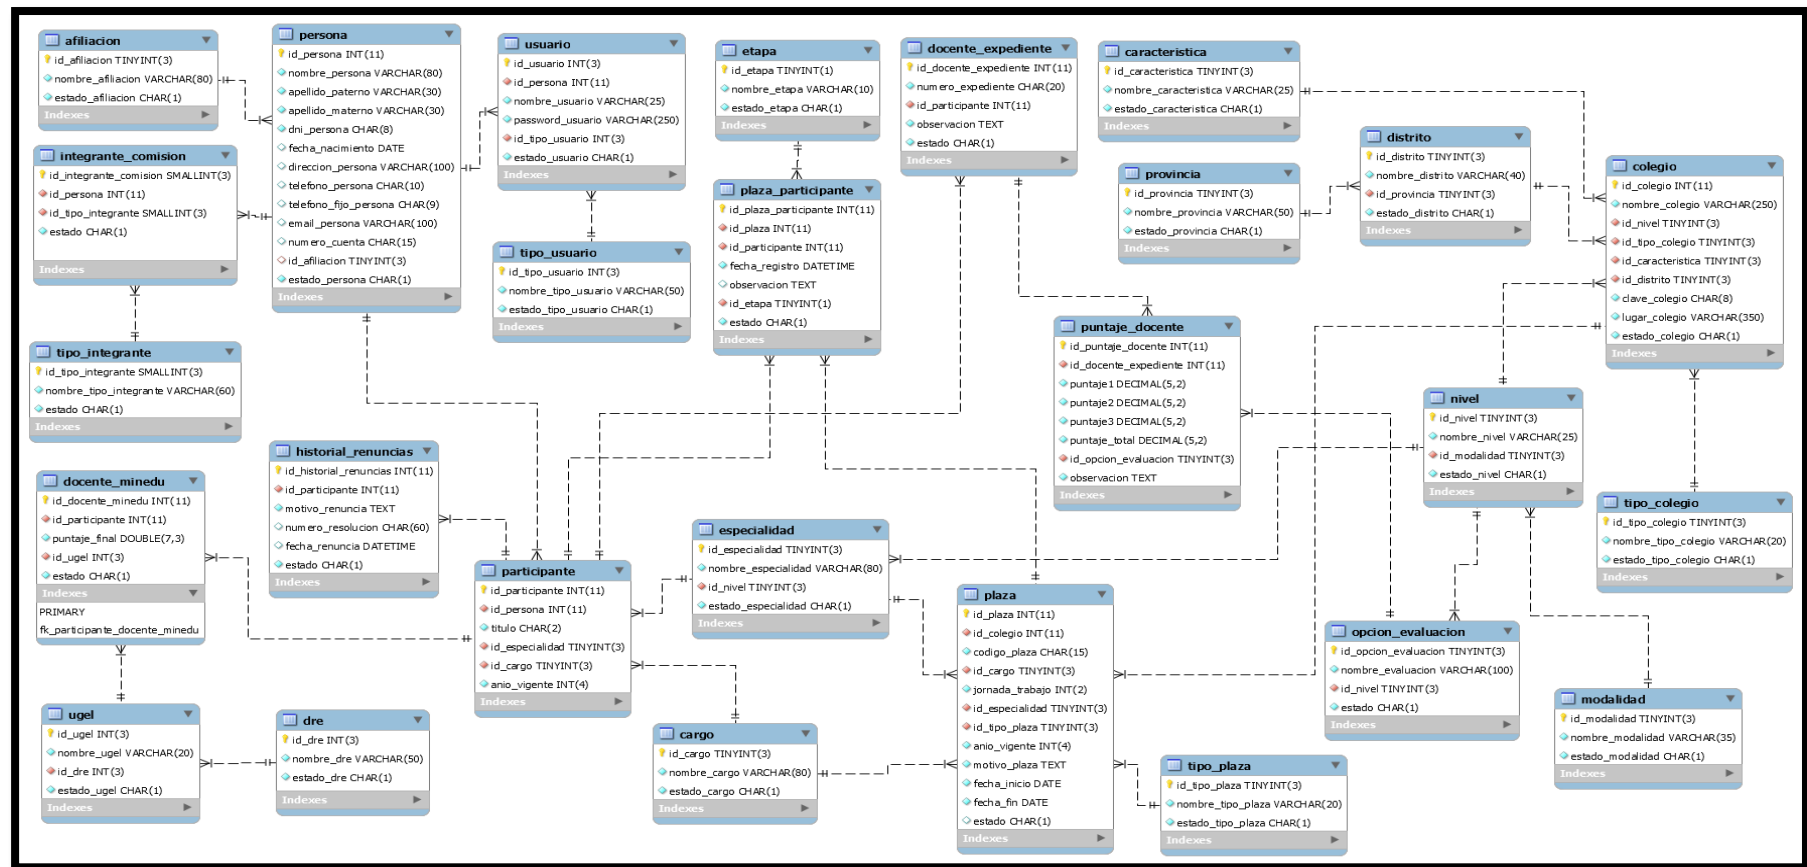 afiliacion
id_afiliacion TINYINT(3)
nombre_afiliacion VARCHAR(80)
estado_afiliacion CHAR(1)
Indexes
persona
id_persona INT(11)
nombre_persona VARCHAR(80)
apellido_paterno VARCHAR(30)
apellido_materno VARCHAR(30)
dni_persona CHAR(8)
fecha_nacimiento DATE
direccion_persona VARCHAR(100)
telefono_persona CHAR(10)
telefono_fijo_persona CHAR(9)
email_persona VARCHAR(100)
numero_cuenta CHAR(15)
id_afiliacion TINYINT(3)
estado_persona CHAR(1)
Indexes
usuario
id_usuario INT(3)
id_persona INT(11)
nombre_usuario VARCHAR(25)
password_usuario VARCHAR(250)
id_tipo_usuario INT(3)
estado_usuario CHAR(1)
Indexes
etapa
id_etapa TINYINT(1)
nombre_etapa VARCHAR(10)
estado_etapa CHAR(1)
Indexes
docente_expediente
id_docente_expediente INT(11)
numero_expediente CHAR(20)
id_participante INT(11)
observacion TEXT
estado CHAR(1)
Indexes
caracteristica
id_caracteristica TINYINT(3)
nombre_caracteristica VARCHAR(25)
estado_caracteristica CHAR(1)
Indexes
distrito
id_distrito TINYINT(3)
nombre_distrito VARCHAR(40)
id_provincia TINYINT(3)
estado_distrito CHAR(1)
Indexes
colegio
id_colegio INT(11)
nombre_colegio VARCHAR(250)
id_nivel TINYINT(3)
id_tipo_colegio TINYINT(3)
id_caracteristica TINYINT(3)
id_distrito TINYINT(3)
clave_colegio CHAR(8)
lugar_colegio VARCHAR(350)
estado_colegio CHAR(1)
Indexes
integrante_comision
id_integrante_comision SMALLINT(3)
id_persona INT(11)
id_tipo_integrante SMALLINT(3)
estado CHAR(1)
Indexes
provincia
id_provincia TINYINT(3)
nombre_provincia VARCHAR(50)
estado_provincia CHAR(1)
Indexes
plaza_participante
id_plaza_participante INT(11)
id_plaza INT(11)
id_participante INT(11)
fecha_registro DATETIME
observacion TEXT
id_etapa TINYINT(1)
estado CHAR(1)
Indexes
tipo_usuario
id_tipo_usuario INT(3)
nombre_tipo_usuario VARCHAR(50)
estado_tipo_usuario CHAR(1)
Indexes
tipo_integrante
id_tipo_integrante SMALLINT(3)
nombre_tipo_integrante VARCHAR(60)
estado CHAR(1)
Indexes
puntaje_docente
id_puntaje_docente INT(11)
id_docente_expediente INT(11)
puntaje1 DECIMAL(5,2)
puntaje2 DECIMAL(5,2)
puntaje3 DECIMAL(5,2)
puntaje_total DECIMAL(5,2)
id_opcion_evaluacion TINYINT(3)
observacion TEXT
Indexes
nivel
id_nivel TINYINT(3)
nombre_nivel VARCHAR(25)
id_modalidad TINYINT(3)
estado_nivel CHAR(1)
Indexes
historial_renuncias
id_historial_renuncias INT(11)
id_participante INT(11)
motivo_renuncia TEXT
numero_resolucion CHAR(60)
fecha_renuncia DATETIME
estado CHAR(1)
Indexes
docente_minedu
id_docente_minedu INT(11)
id_participante INT(11)
puntaje_final DOUBLE(7,3)
id_ugel INT(3)
estado CHAR(1)
Indexes
PRIMARY
fk_participante_docente_minedu
tipo_colegio
id_tipo_colegio TINYINT(3)
nombre_tipo_colegio VARCHAR(20)
estado_tipo_colegio CHAR(1)
Indexes
especialidad
id_especialidad TINYINT(3)
nombre_especialidad VARCHAR(80)
id_nivel TINYINT(3)
estado_especialidad CHAR(1)
Indexes
participante
id_participante INT(11)
id_persona INT(11)
titulo CHAR(2)
id_especialidad TINYINT(3)
id_cargo TINYINT(3)
anio_vigente INT(4)
Indexes
plaza
id_plaza INT(11)
id_colegio INT(11)
codigo_plaza CHAR(15)
id_cargo TINYINT(3)
jornada_trabajo INT(2)
id_especialidad TINYINT(3)
id_tipo_plaza TINYINT(3)
anio_vigente INT(4)
motivo_plaza TEXT
fecha_inicio DATE
fecha_fin DATE
estado CHAR(1)
Indexes
opcion_evaluacion
id_opcion_evaluacion TINYINT(3)
nombre_evaluacion VARCHAR(100)
id_nivel TINYINT(3)
estado CHAR(1)
Indexes
modalidad
id_modalidad TINYINT(3)
nombre_modalidad VARCHAR(35)
estado_modalidad CHAR(1)
Indexes
ugel
id_ugel INT(3)
nombre_ugel VARCHAR(20)
id_dre INT(3)
estado_ugel CHAR(1)
Indexes
dre
id_dre INT(3)
nombre_dre VARCHAR(50)
estado_dre CHAR(1)
Indexes
cargo
id_cargo TINYINT(3)
nombre_cargo VARCHAR(80)
estado_cargo CHAR(1)
Indexes
tipo_plaza
id_tipo_plaza TINYINT(3)
nombre_tipo_plaza VARCHAR(20)
estado_tipo_plaza CHAR(1)
Indexes